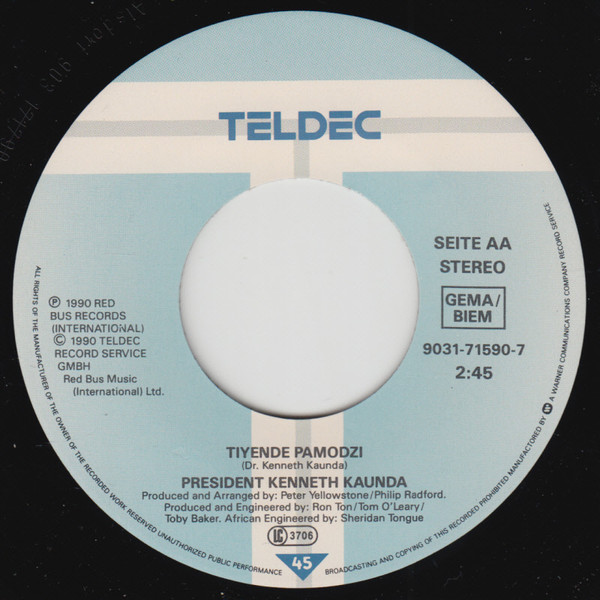 TELDEC
SEITE AA
STEREO
GEMA/
BIEM
9031-71590-7
2:45
Ⓟ 1990 RED
BUS RECORDS
(INTERNATIONAL)
© 1990 TELDEC
RECORD SERVICE
GMBH
Red Bus Music
(International) Ltd.
TIYENDE PAMODZI
(Dr. Kenneth Kaunda)
PRESIDENT KENNETH KAUNDA
Produced and Arranged by: Peter Yellowstone/Philip Radford.
Produced and Engineered by: Ron Ton/Tom O'Leary/
Toby Baker. African Engineered by: Sheridan Tongue
LC 3706
45
ALL RIGHTS OF THE MANUFACTURER OF THE OWNER OF THE RECORDED WORK RESERVED UNAUTHORIZED PUBLIC PERFORMANCE BROADCASTING AND COPYING OF THIS RECORD PROHIBITED MANUFACTURED BY A WARNER COMMUNICATIONS COMPANY RECORD SERVICE